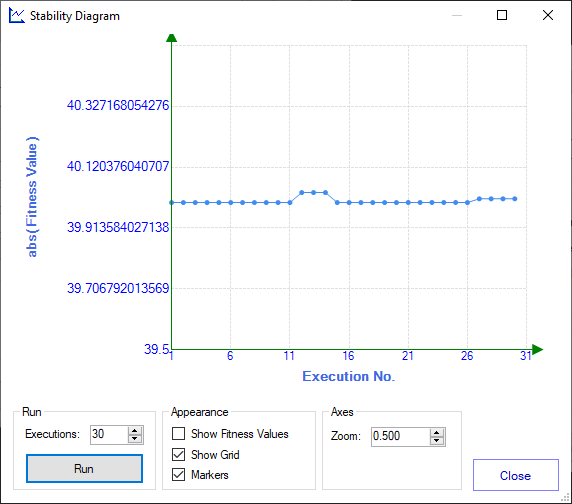 Stability Diagram
abs(Fitness Value)
40.327168054276
40.120376040707
39.913584027138
39.706792013569
39.5
1 6 11 16 21 26 31
Execution No.
Run
Executions: 30
Run
Appearance
Show Fitness Values
Show Grid
Markers
Axes
Zoom: 0.500
Close